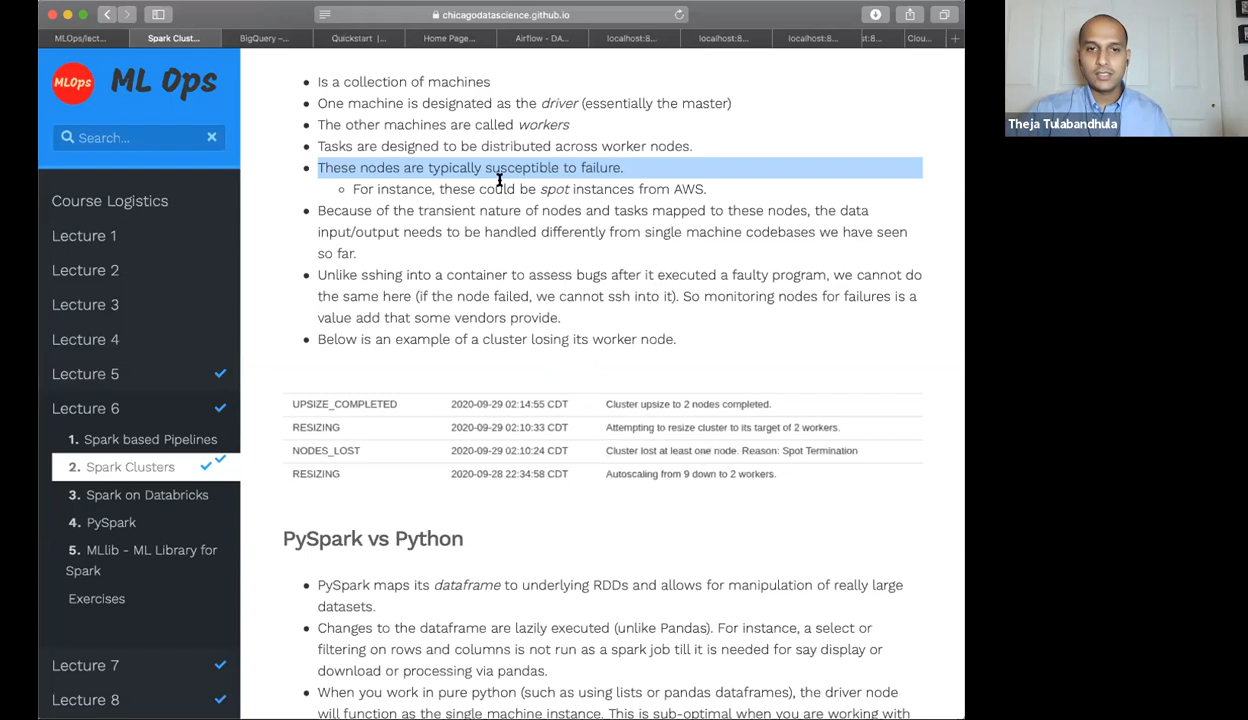 chicagodatascience.github.io
MLOps/lect...
Spark Clust...
BigQuery –...
Quickstart |...
Home Page...
Airflow - DA...
localhost:8...
localhost:8...
localhost:8...
st:8...
Clou...
MLOps
ML Ops
Search...
Course Logistics
Lecture 1
Lecture 2
Lecture 3
Lecture 4
Lecture 5
Lecture 6
1. Spark based Pipelines
2. Spark Clusters
3. Spark on Databricks
4. PySpark
5. MLlib - ML Library for
Spark
Exercises
Lecture 7
Lecture 8
Is a collection of machines
One machine is designated as the driver (essentially the master)
The other machines are called workers
Tasks are designed to be distributed across worker nodes.
These nodes are typically susceptible to failure.
For instance, these could be spot instances from AWS.
Because of the transient nature of nodes and tasks mapped to these nodes, the data
input/output needs to be handled differently from single machine codebases we have seen
so far.
Unlike sshing into a container to assess bugs after it executed a faulty program, we cannot do
the same here (if the node failed, we cannot ssh into it). So monitoring nodes for failures is a
value add that some vendors provide.
Below is an example of a cluster losing its worker node.
UPSIZE_COMPLETED 2020-09-29 02:14:55 CDT Cluster upsize to 2 nodes completed.
RESIZING 2020-09-29 02:10:33 CDT Attempting to resize cluster to its target of 2 workers.
NODES_LOST 2020-09-29 02:10:24 CDT Cluster lost at least one node. Reason: Spot Termination
RESIZING 2020-09-28 22:34:58 CDT Autoscaling from 9 down to 2 workers.
PySpark vs Python
PySpark maps its dataframe to underlying RDDs and allows for manipulation of really large
datasets.
Changes to the dataframe are lazily executed (unlike Pandas). For instance, a select or
filtering on rows and columns is not run as a spark job till it is needed for say display or
download or processing via pandas.
When you work in pure python (such as using lists or pandas dataframes), the driver node
will function as the single machine instance. This is sub-optimal when you are working with
Theja Tulabandhula